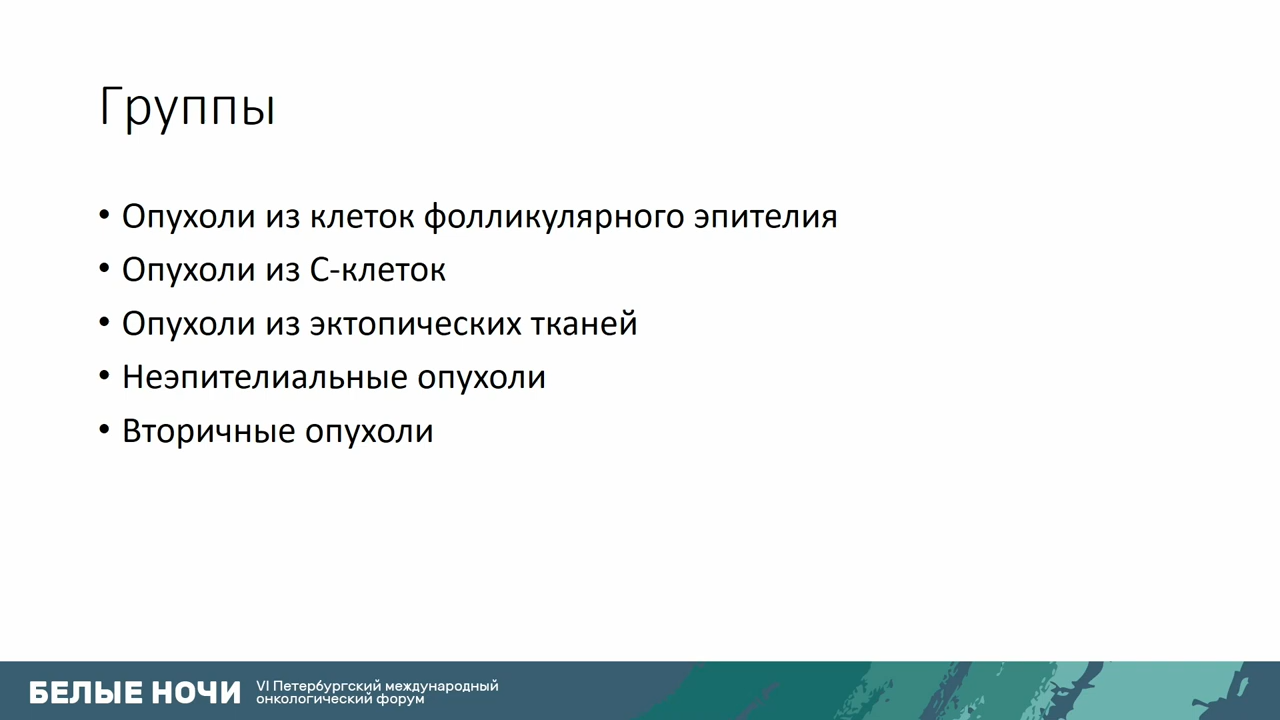 Группы
• Опухоли из клеток фолликулярного эпителия
• Опухоли из С-клеток
• Опухоли из эктопических тканей
• Неэпителиальные опухоли
• Вторичные опухоли
БЕЛЫЕ НОЧИ
VI Петербургский международный
онкологический форум